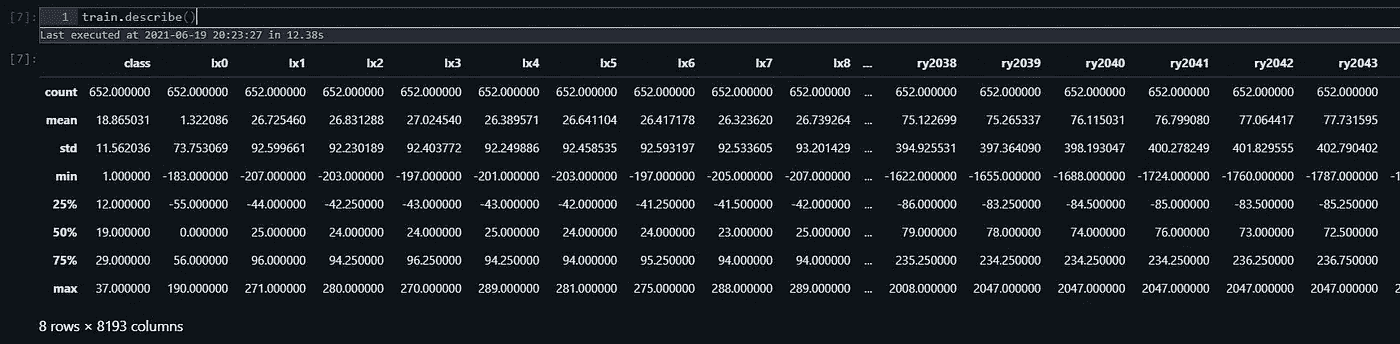 [7]: 1 train.describe()
Last executed at 2021-06-19 20:23:27 in 12.38s
[7]:
class lx0 lx1 lx2 lx3 lx4 lx5 lx6 lx7 lx8 ... ry2038 ry2039 ry2040 ry2041 ry2042 ry2043
count 652.000000 652.000000 652.000000 652.000000 652.000000 652.000000 652.000000 652.000000 652.000000 652.000000 ... 652.000000 652.000000 652.000000 652.000000 652.000000 652.000000
mean 18.865031 1.322086 26.725460 26.831288 27.024540 26.389571 26.641104 26.417178 26.323620 26.739264 ... 75.122699 75.265337 76.115031 76.799080 77.064417 77.731595
std 11.562036 73.753069 92.599661 92.230189 92.403772 92.249886 92.458535 92.593197 92.533605 93.201429 ... 394.925531 397.364090 398.193047 400.278249 401.829555 402.790402
min 1.000000 -183.000000 -207.000000 -203.000000 -197.000000 -201.000000 -203.000000 -197.000000 -205.000000 -207.000000 ... -1622.000000 -1655.000000 -1688.000000 -1724.000000 -1760.000000 -1787.000000 -1
25% 12.000000 -55.000000 -44.000000 -42.250000 -43.000000 -43.000000 -42.000000 -41.250000 -41.500000 -42.000000 ... -86.000000 -83.250000 -84.500000 -85.000000 -83.500000 -85.250000
50% 19.000000 0.000000 25.000000 24.000000 24.000000 25.000000 24.000000 24.000000 23.000000 25.000000 ... 79.000000 78.000000 74.000000 76.000000 73.000000 72.500000
75% 29.000000 56.000000 96.000000 94.250000 96.250000 94.250000 94.000000 95.250000 94.000000 94.000000 ... 235.250000 234.250000 234.250000 234.250000 236.250000 236.750000
max 37.000000 190.000000 271.000000 280.000000 270.000000 289.000000 281.000000 275.000000 288.000000 289.000000 ... 2008.000000 2047.000000 2047.000000 2047.000000 2047.000000 2047.000000 2
8 rows × 8193 columns